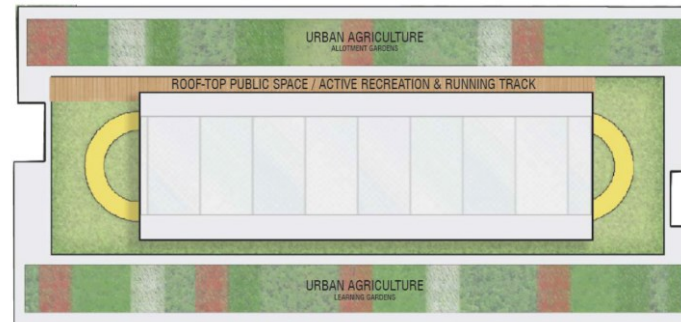 URBAN AGRICULTURE
ALLOTMENT GARDENS
ROOF-TOP PUBLIC SPACE / ACTIVE RECREATION & RUNNING TRACK
URBAN AGRICULTURE
LEARNING GARDENS